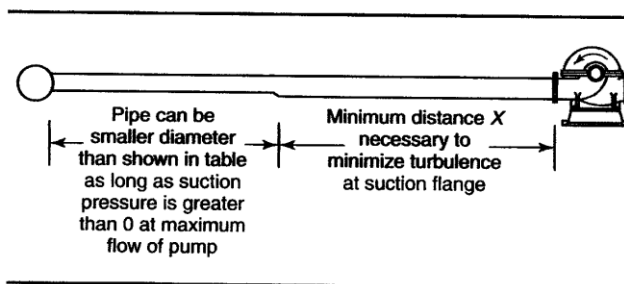 Pipe can be
smaller diameter
than shown in table
as long as suction
pressure is greater
than 0 at maximum
flow of pump
Minimum distance X
necessary to
minimize turbulence
at suction flange